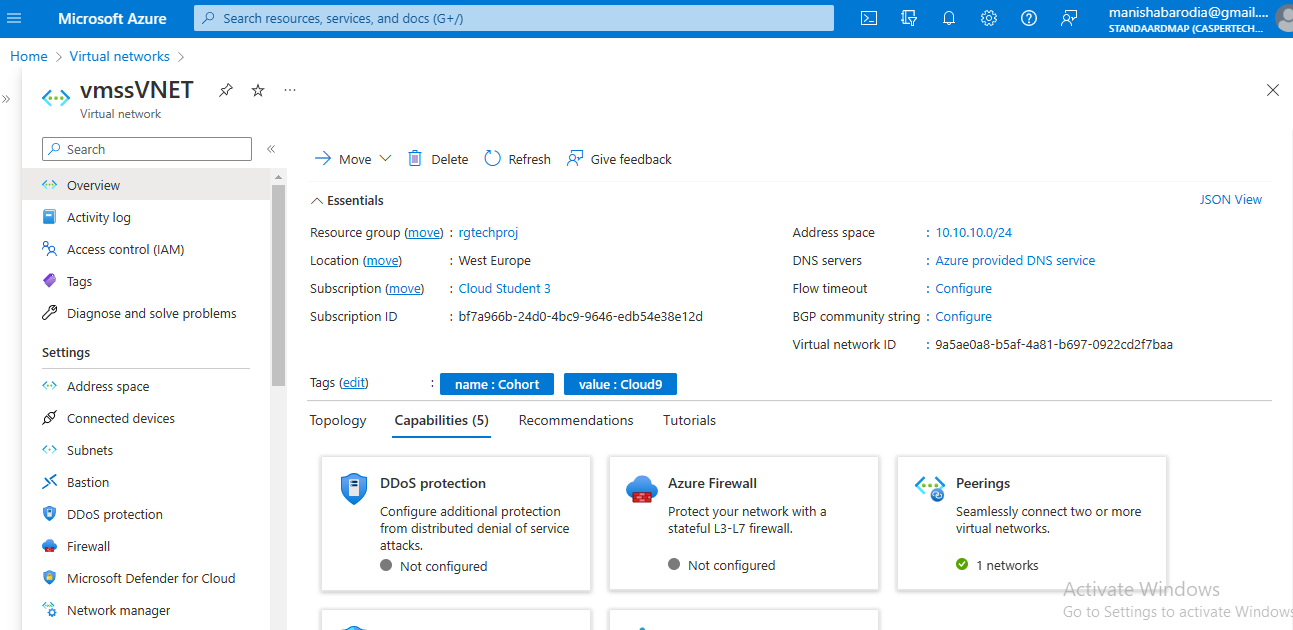 Microsoft Azure
Search resources, services, and docs (G+/)
manishabarodia@gmail....
STANDAARDMAP (CASPERTECH...
Home > Virtual networks >
vmssVNET
Virtual network
Search
Overview
Activity log
Access control (IAM)
Tags
Diagnose and solve problems
Settings
Address space
Connected devices
Subnets
Bastion
DDoS protection
Firewall
Microsoft Defender for Cloud
Network manager
Move
Delete
Refresh
Give feedback
Essentials
JSON View
Resource group (move) : rgtechproj
Location (move) : West Europe
Subscription (move) : Cloud Student 3
Subscription ID : bf7a966b-24d0-4bc9-9646-edb54e38e12d
Address space : 10.10.10.0/24
DNS servers : Azure provided DNS service
Flow timeout : Configure
BGP community string : Configure
Virtual network ID : 9a5ae0a8-b5af-4a81-b697-0922cd2f7baa
Tags (edit) : name : Cohort value : Cloud9
Topology
Capabilities (5)
Recommendations
Tutorials
DDoS protection
Configure additional protection
from distributed denial of service
attacks.
Not configured
Azure Firewall
Protect your network with a
stateful L3-L7 firewall.
Not configured
Peerings
Seamlessly connect two or more
virtual networks.
1 networks
Activate Windows
Go to Settings to activate Windows